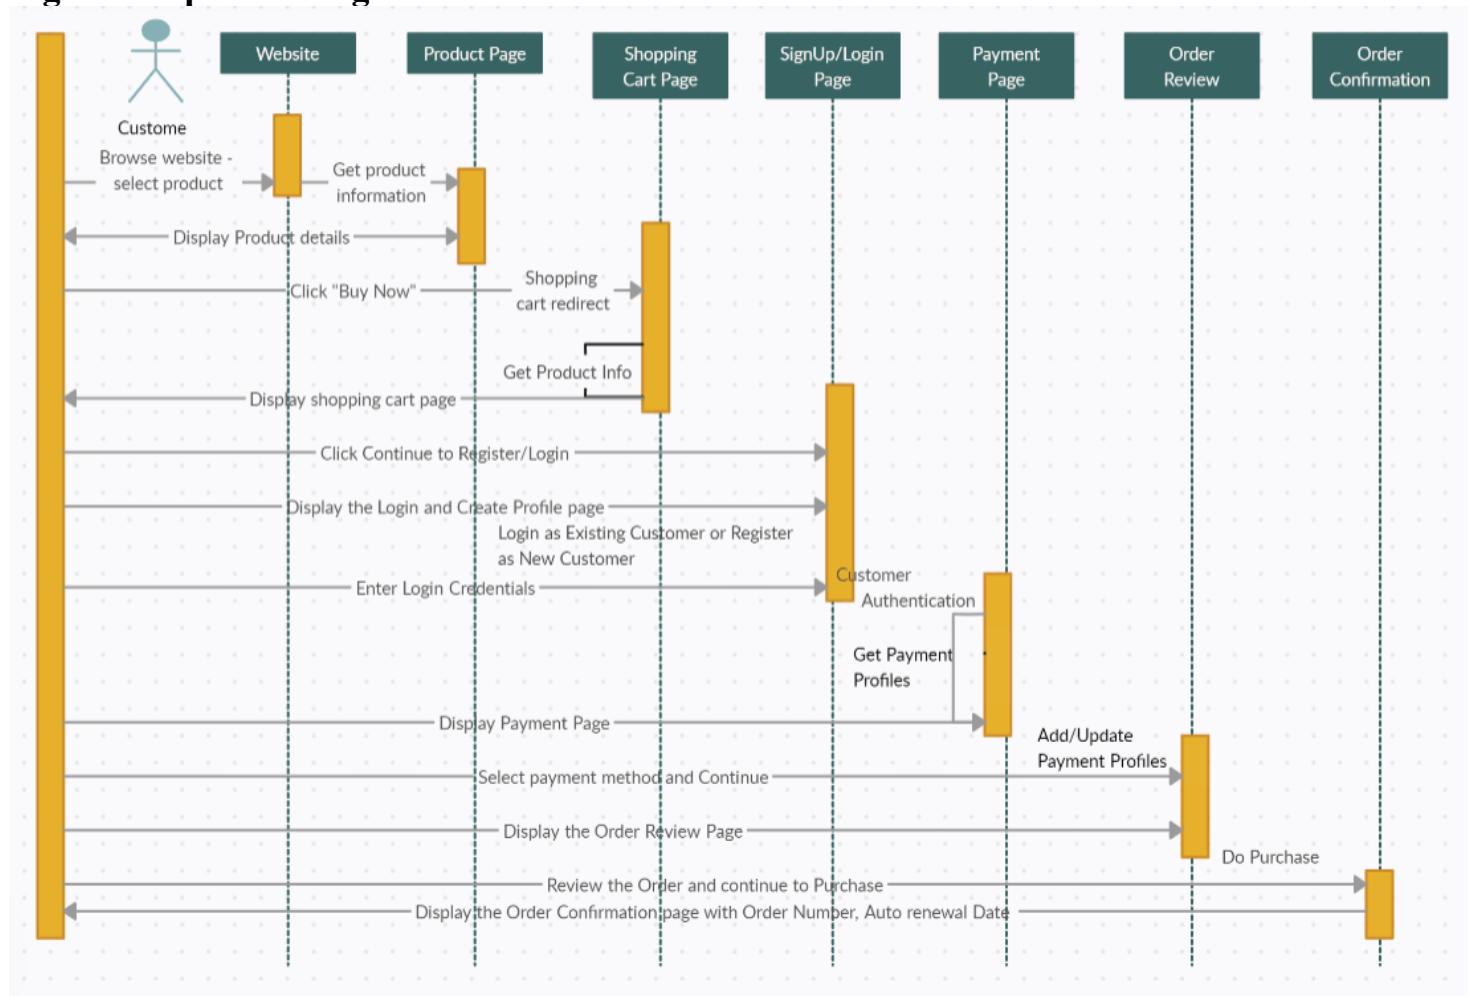 Website
Product Page
Shopping
Cart Page
SignUp/Login
Page
Payment
Page
Order
Review
Order
Confirmation
Custome
Browse website -
select product
Get product
information
Display Product details
Click "Buy Now"
Shopping
cart redirect
Get Product Info
Display shopping cart page
Click Continue to Register/Login
Display the Login and Create Profile page
Login as Existing Customer or Register
as New Customer
Enter Login Credentials
Customer
Authentication
Get Payment
Profiles
Display Payment Page
Add/Update
Payment Profiles
Select payment method and Continue
Display the Order Review Page
Do Purchase
Review the Order and continue to Purchase
Display the Order Confirmation page with Order Number, Auto renewal Date